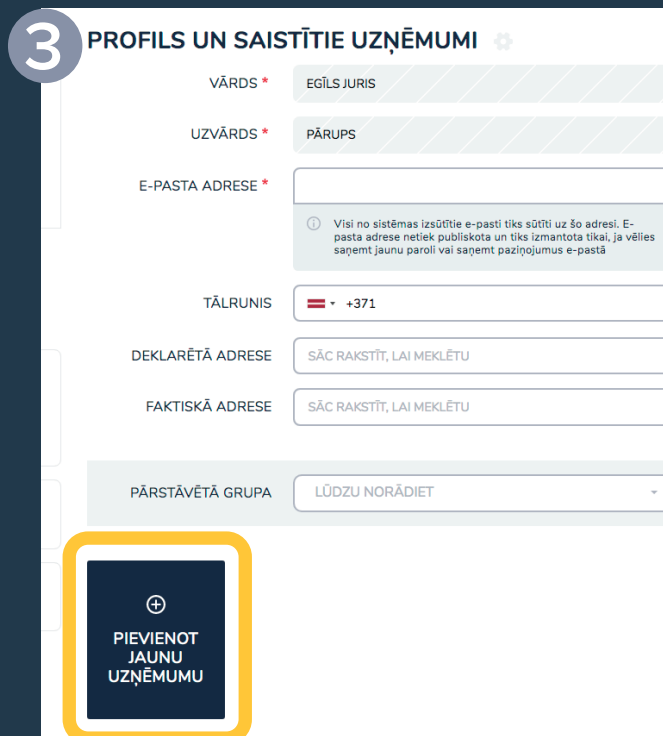 3
PROFILS UN SAISTĪTIE UZŅĒMUMI
VĀRDS * EGĪLS JURIS
UZVĀRDS * PĀRUPS
E-PASTA ADRESE *
Visi no sistēmas izsūtītie e-pasti tiks sūtīti uz šo adresi. E-
pasta adrese netiek publiskota un tiks izmantota tikai, ja vēlies
saņemt jaunu paroli vai saņemt paziņojumus e-pastā
TĀLRUNIS +371
DEKLARĒTĀ ADRESE SĀC RAKSTĪT, LAI MEKLĒTU
FAKTISKĀ ADRESE SĀC RAKSTĪT, LAI MEKLĒTU
PĀRSTĀVĒTĀ GRUPA LŪDZU NORĀDIET
PIEVIENOT
JAUNU
UZŅĒMUMU